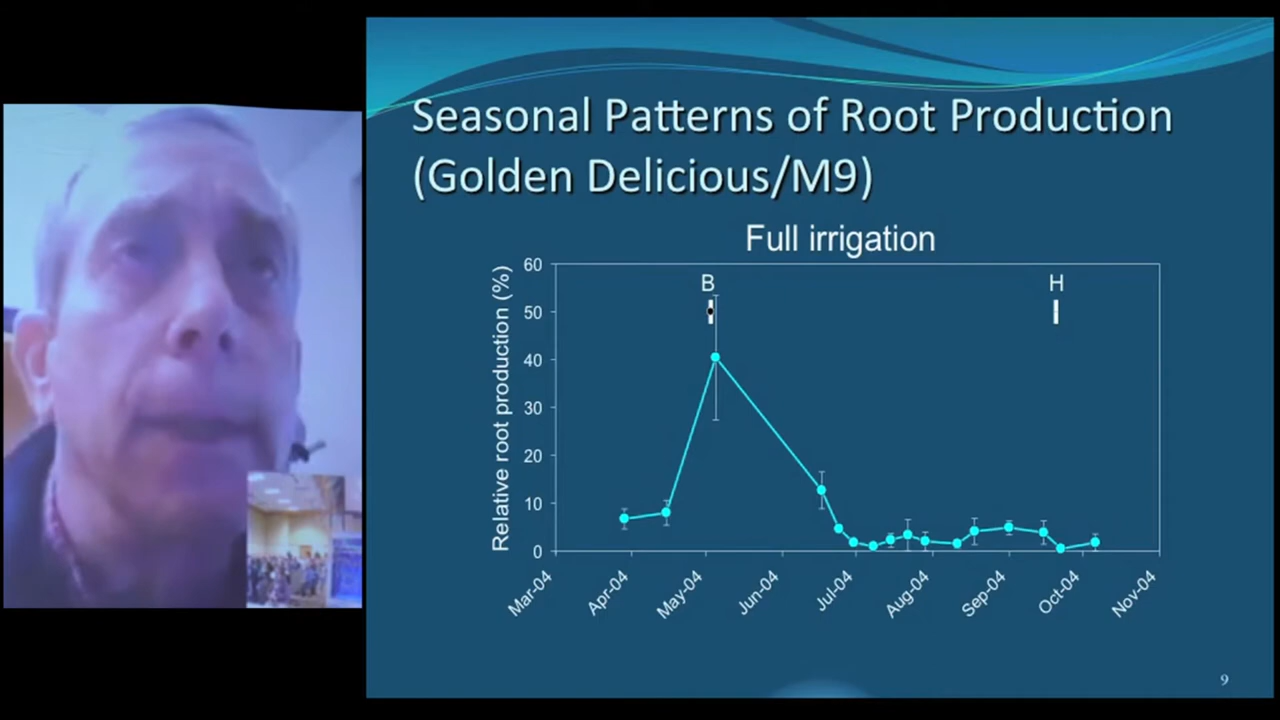 Seasonal Patterns of Root Production
(Golden Delicious/M9)
Full irrigation
Relative root production (%)
60
50
40
30
20
10
0
B
H
Mar-04
Apr-04
May-04
Jun-04
Jul-04
Aug-04
Sep-04
Oct-04
Nov-04
9